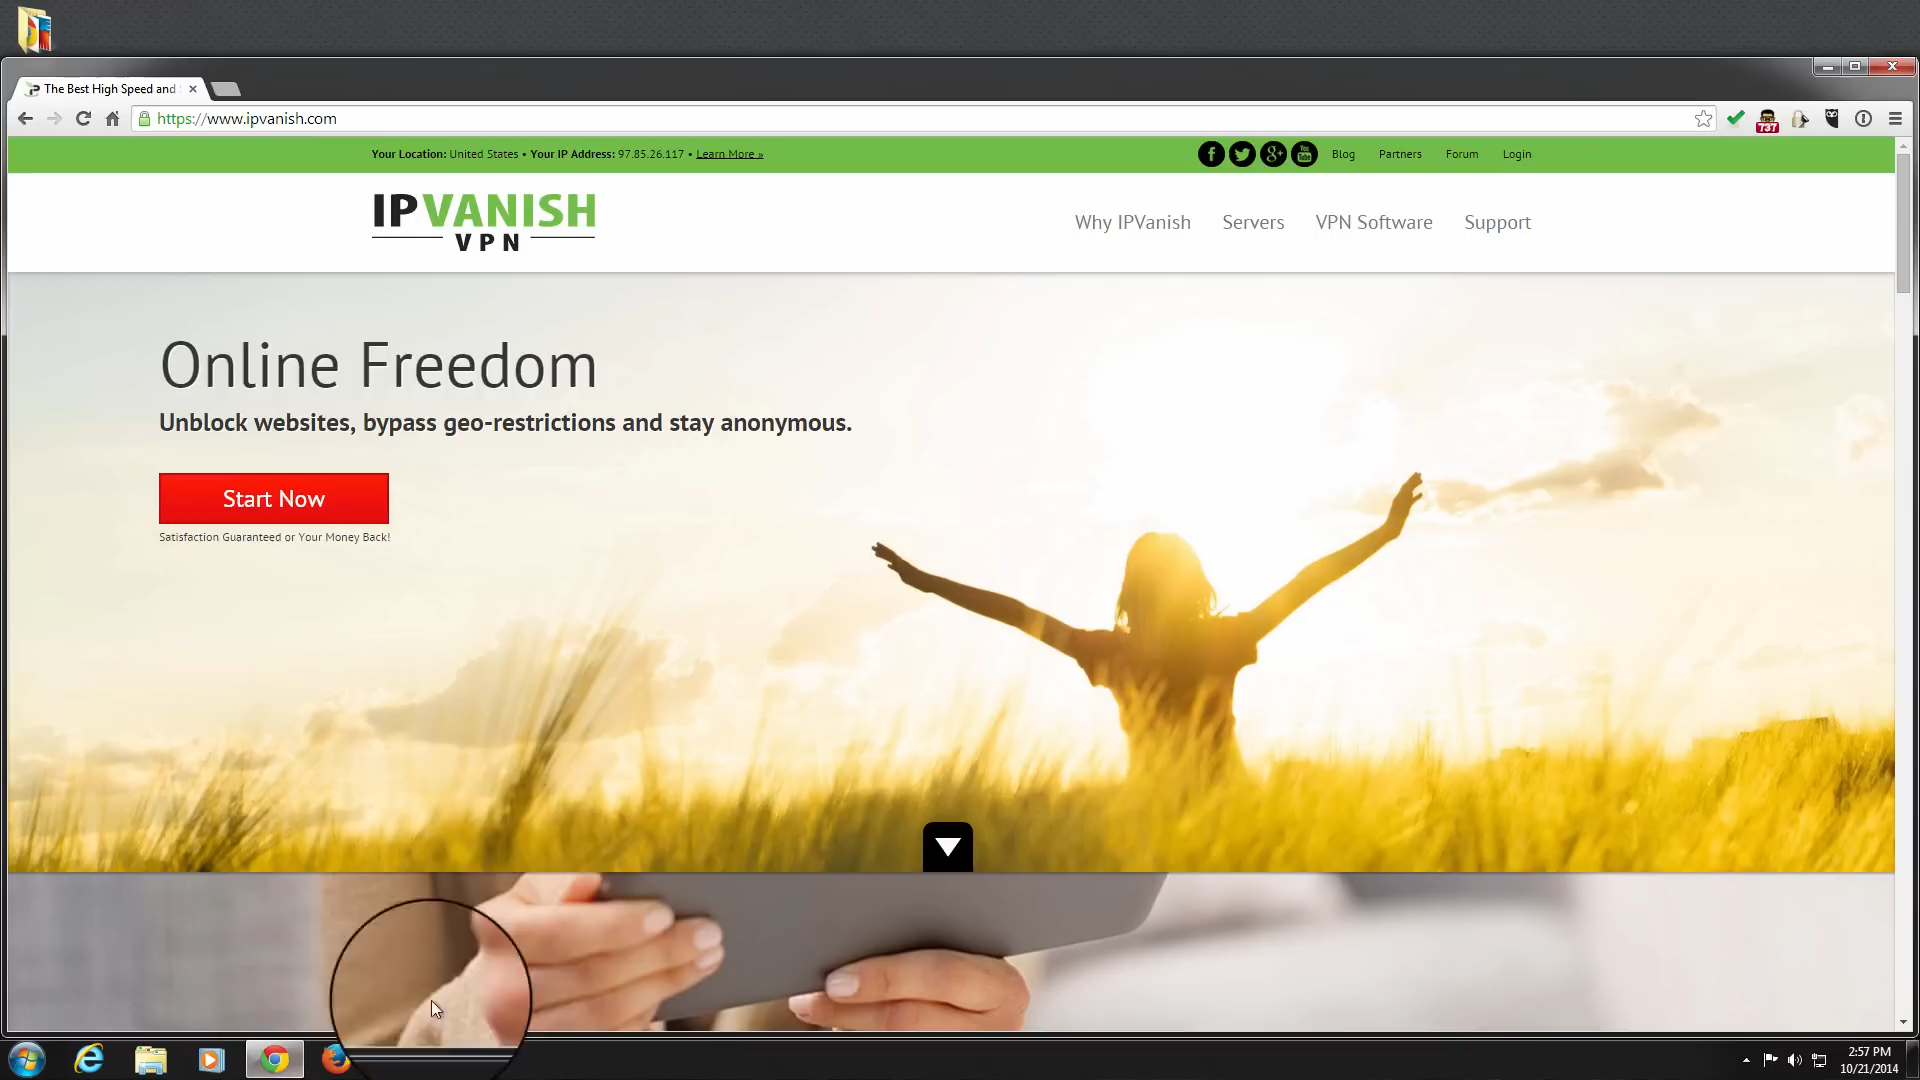 The Best High Speed and
https://www.ipvanish.com
737
Your Location: United States • Your IP Address: 97.85.26.117 • Learn More »
f
g+
You Tube
Blog
Partners
Forum
Login
IPVANISH
VPN
Why IPVanish
Servers
VPN Software
Support
Online Freedom
Unblock websites, bypass geo-restrictions and stay anonymous.
Start Now
Satisfaction Guaranteed or Your Money Back!
2:57 PM
10/21/2014